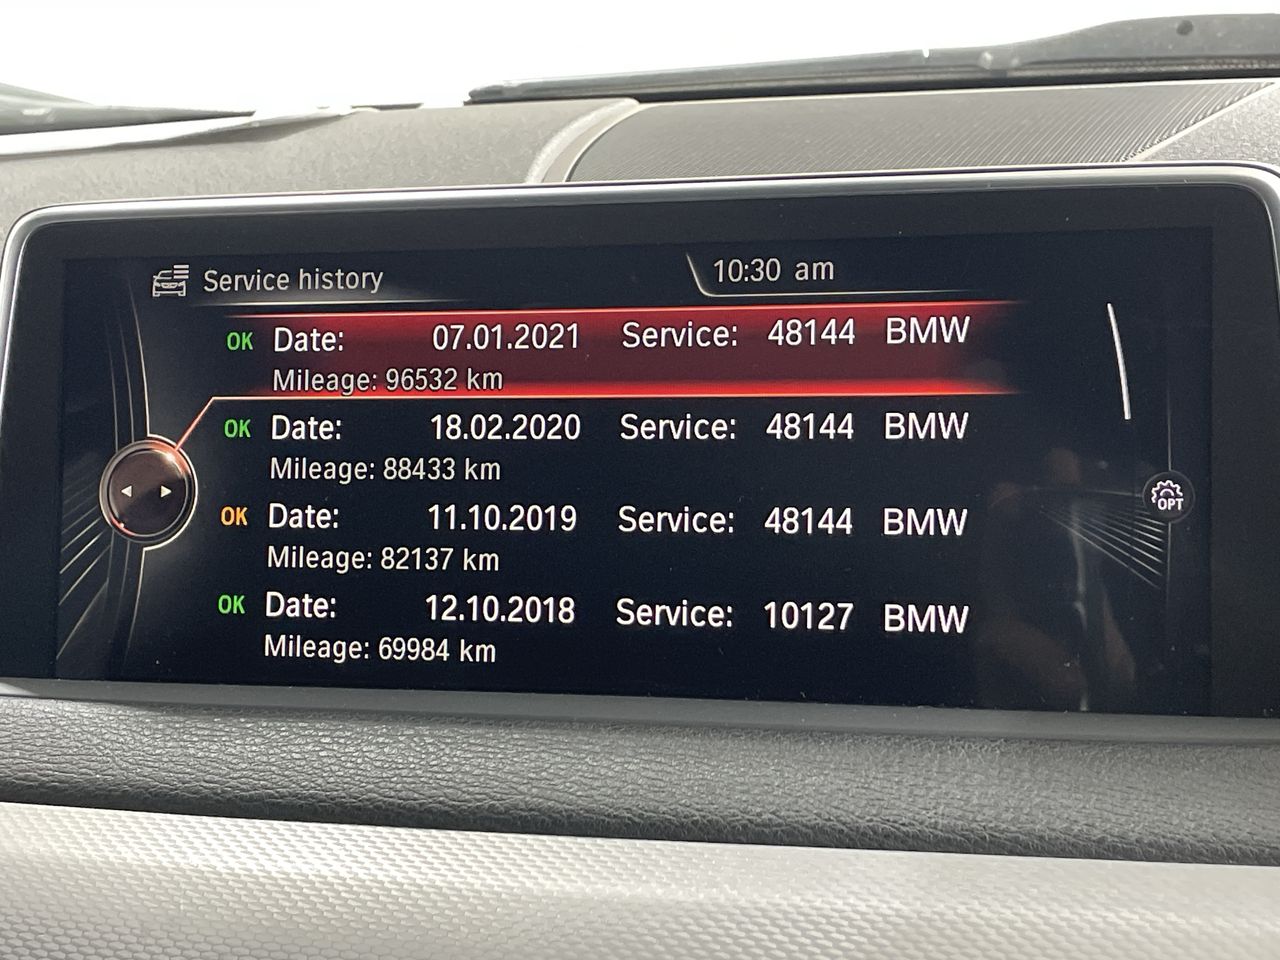 Service history
10:30 am
OK Date: 07.01.2021 Service: 48144 BMW
Mileage: 96532 km
OK Date: 18.02.2020 Service: 48144 BMW
Mileage: 88433 km
OK Date: 11.10.2019 Service: 48144 BMW
Mileage: 82137 km
OK Date: 12.10.2018 Service: 10127 BMW
Mileage: 69984 km
OPT